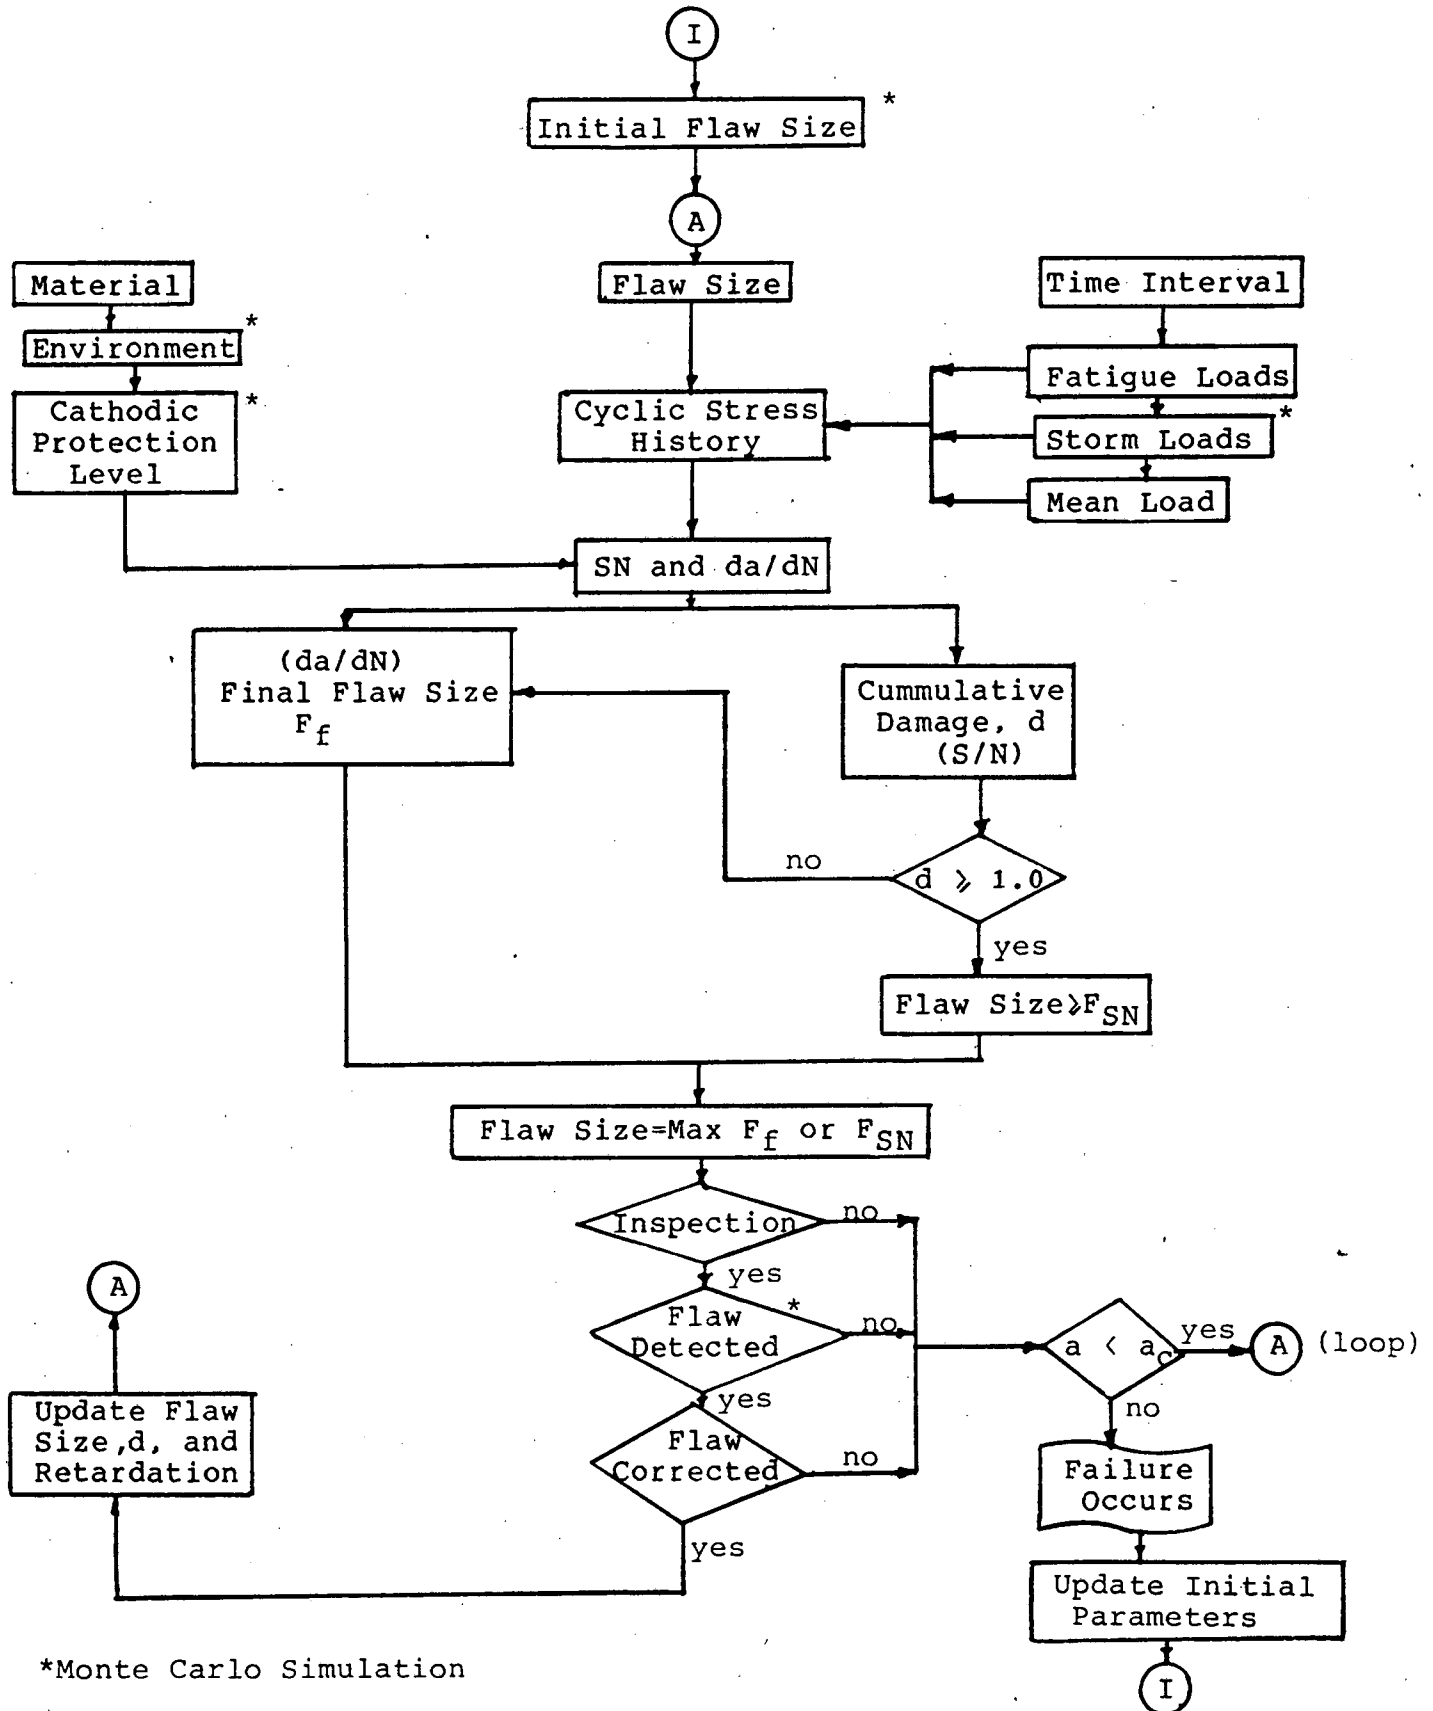 I
Initial Flaw Size *
A
Material
Flaw Size
Time Interval
Environment *
Fatigue Loads
Cathodic *
Protection
Level
Cyclic Stress
History
Storm Loads *
Mean Load
SN and da/dN
(da/dN)
Final Flaw Size
Ff
Cummulative
Damage, d
(S/N)
no
d ⩾ 1.0
yes
Flaw Size⩾FSN
Flaw Size=Max Ff or FSN
Inspection
no
yes
A
Flaw *
Detected
no
a < ac
yes
A
(loop)
yes
no
Update Flaw
Size,d, and
Retardation
Flaw
Corrected
no
Failure
Occurs
yes
Update Initial
Parameters
*Monte Carlo Simulation
I